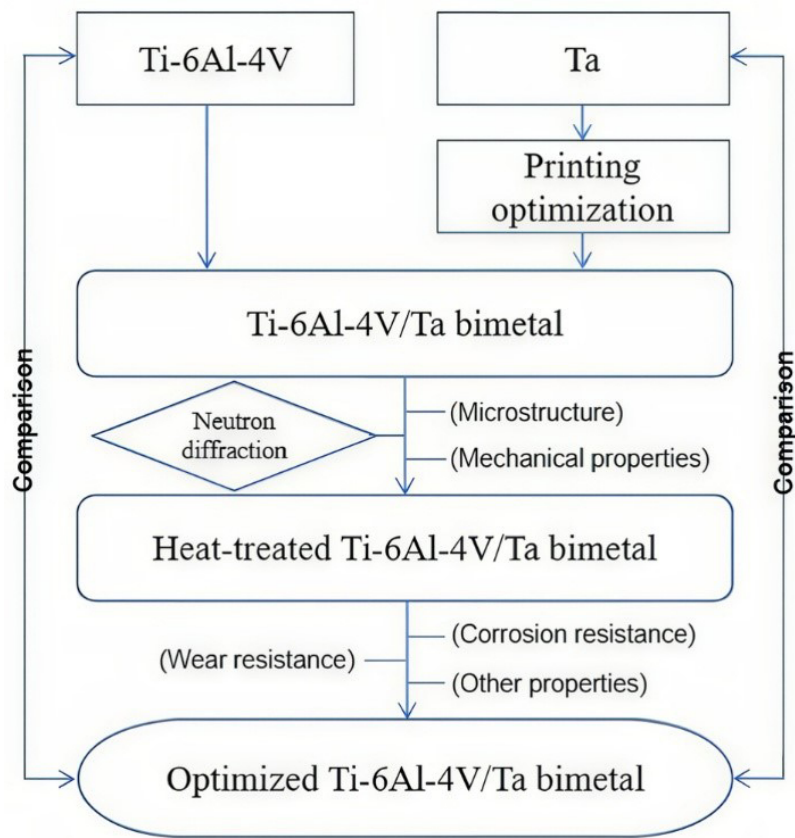 Ti-6Al-4V
Ta
Printing
optimization
Ti-6Al-4V/Ta bimetal
Comparison
Comparison
Neutron
diffraction
(Microstructure)
(Mechanical properties)
Heat-treated Ti-6Al-4V/Ta bimetal
(Wear resistance)
(Corrosion resistance)
(Other properties)
Optimized Ti-6Al-4V/Ta bimetal